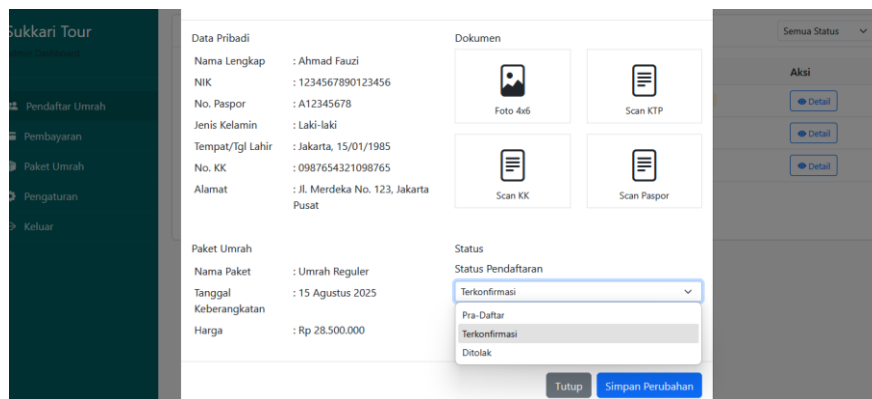 Sukkari Tour
Admin Dashboard
Pendaftar Umrah
Pembayaran
Paket Umrah
Pengaturan
Keluar
Data Pribadi
Nama Lengkap : Ahmad Fauzi
NIK : 1234567890123456
No. Paspor : A12345678
Jenis Kelamin : Laki-laki
Tempat/Tgl Lahir : Jakarta, 15/01/1985
No. KK : 0987654321098765
Alamat : Jl. Merdeka No. 123, Jakarta
Pusat
Dokumen
Foto 4x6
Scan KTP
Scan KK
Scan Paspor
Paket Umrah
Nama Paket : Umrah Reguler
Tanggal : 15 Agustus 2025
Keberangkatan
Harga : Rp 28.500.000
Status
Status Pendaftaran
Terkonfirmasi
Pra-Daftar
Terkonfirmasi
Ditolak
Tutup
Simpan Perubahan
Semua Status
Aksi
Detail
Detail
Detail